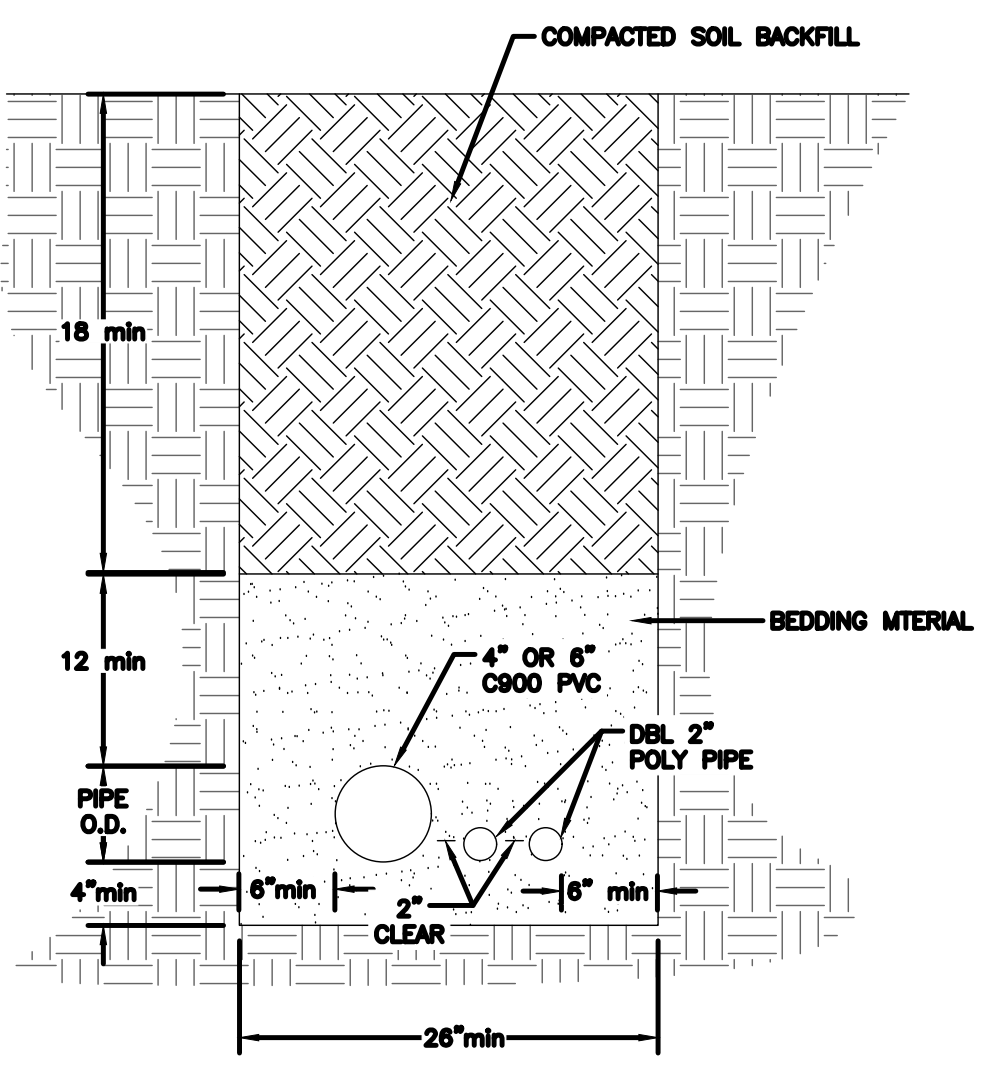 COMPACTED SOIL BACKFILL
18 min
BEDDING MTERIAL
12 min
4" OR 6"
C900 PVC
DBL 2"
POLY PIPE
PIPE
O.D.
4"min
6"min
6" min
2"
CLEAR
26"min